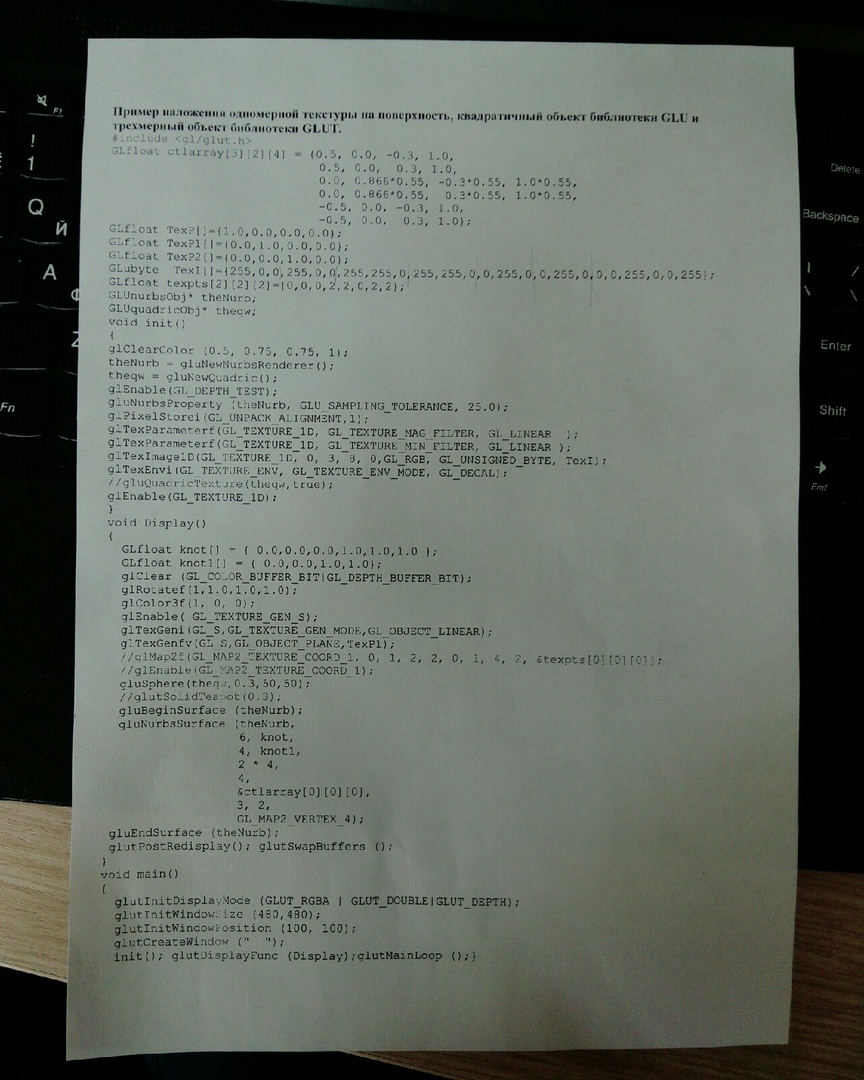 Пример наложения одномерной текстуры на поверхность, квадратичный объект библиотеки GLU и
трехмерный объект библиотеки GLUT.
#include <gl/glut.h>
GLfloat ctlarray[3][2][4] = {0.5, 0.0, -0.3, 1.0,
0.5, 0.0, 0.3, 1.0,
0.0, 0.866*0.55, -0.3*0.55, 1.0*0.55,
0.0, 0.866*0.55, 0.3*0.55, 1.0*0.55,
-0.5, 0.0, -0.3, 1.0,
-0.5, 0.0, 0.3, 1.0};
GLfloat TexP[]={1.0,0.0,0.0,0.0};
GLfloat TexP1[]={0.0,1.0,0.0,0.0};
GLfloat TexP2[]={0.0,0.0,1.0,0.0};
GLubyte TexI[]={255,0,0,255,0,0,255,255,0,255,255,0,0,255,0,0,255,0,0,0,255,0,0,255};
GLfloat texpts[2][2][2]={0,0,0,2,2,0,2,2};
GLUnurbsObj* theNurb;
GLUquadricObj* theqw;
void init()
{
glClearColor (0.5, 0.75, 0.75, 1);
theNurb = gluNewNurbsRenderer();
theqw = gluNewQuadric();
glEnable(GL_DEPTH_TEST);
gluNurbsProperty (theNurb, GLU_SAMPLING_TOLERANCE, 25.0);
glPixelStorei(GL_UNPACK_ALIGNMENT,1);
glTexParameterf(GL_TEXTURE_1D, GL_TEXTURE_MAG_FILTER, GL_LINEAR );
glTexParameterf(GL_TEXTURE_1D, GL_TEXTURE_MIN_FILTER, GL_LINEAR );
glTexImage1D(GL_TEXTURE_1D, 0, 3, 8, 0,GL_RGB, GL_UNSIGNED_BYTE, TexI);
glTexEnvi(GL_TEXTURE_ENV, GL_TEXTURE_ENV_MODE, GL_DECAL);
//gluQuadricTexture(theqw,true);
glEnable(GL_TEXTURE_1D);
}
void Display()
{
GLfloat knot[] = { 0.0,0.0,0.0,1.0,1.0,1.0 };
GLfloat knot1[] = { 0.0,0.0,1.0,1.0};
glClear (GL_COLOR_BUFFER_BIT|GL_DEPTH_BUFFER_BIT);
glRotatef(1,1.0,1.0,1.0);
glColor3f(1, 0, 0);
glEnable( GL_TEXTURE_GEN_S);
glTexGeni(GL_S,GL_TEXTURE_GEN_MODE,GL_OBJECT_LINEAR);
glTexGenfv(GL_S,GL_OBJECT_PLANE,TexP1);
//glMap2f(GL_MAP2_TEXTURE_COORD_1, 0, 1, 2, 2, 0, 1, 4, 2, &texpts[0][0][0]);
//glEnable(GL_MAP2_TEXTURE_COORD_1);
gluSphere(theqw,0.3,50,50);
//glutSolidTeapot(0.3);
gluBeginSurface (theNurb);
gluNurbsSurface (theNurb,
6, knot,
4, knot1,
2 * 4,
4,
&ctlarray[0][0][0],
3, 2,
GL_MAP2_VERTEX_4);
gluEndSurface (theNurb);
glutPostRedisplay(); glutSwapBuffers ();
}
void main()
{
glutInitDisplayMode (GLUT_RGBA | GLUT_DOUBLE|GLUT_DEPTH);
glutInitWindowSize (480,480);
glutInitWindowPosition (100, 100);
glutCreateWindow (" ");
init(); glutDisplayFunc (Display);glutMainLoop ();}
F1
!
1
Q
Й
A
Ф
Z
Fn
Delete
Backspace
Enter
Shift
End